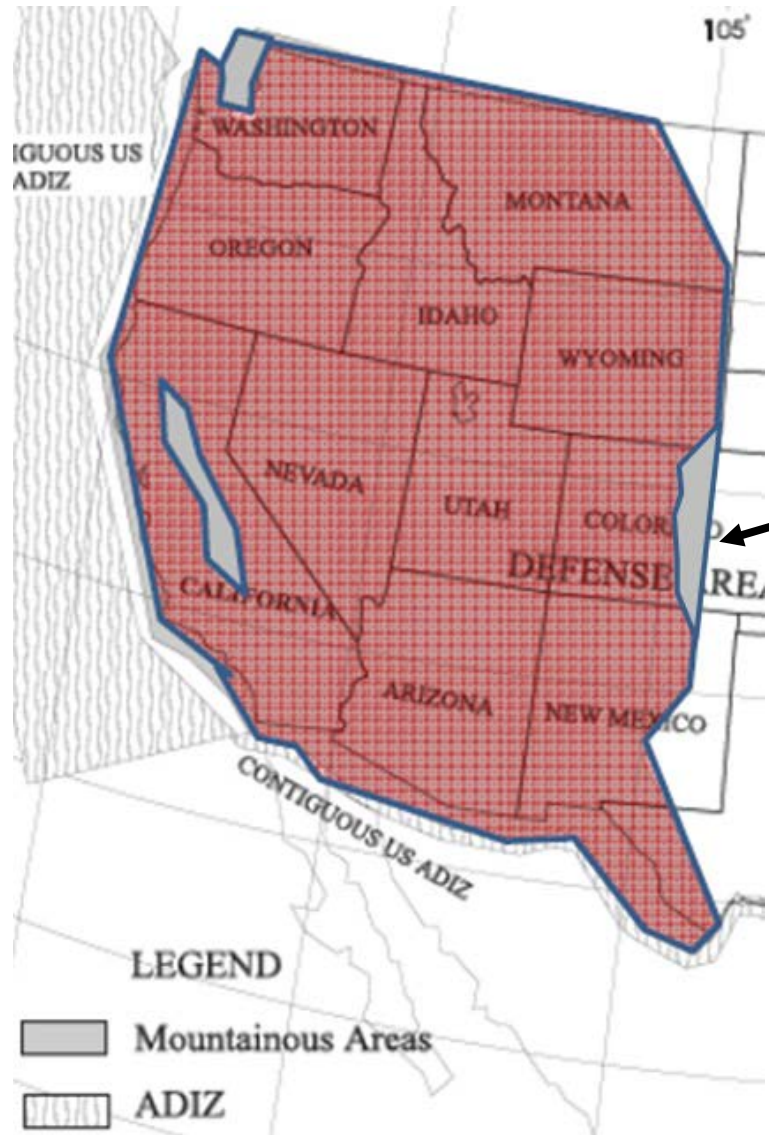 105°
WASHINGTON
IGUOUS US
ADIZ
MONTANA
OREGON
IDAHO
WYOMING
NEVADA
UTAH
COLORADO
DEFENSE AREA
CALIFORNIA
ARIZONA
NEW MEXICO
CONTIGUOUS US ADIZ
LEGEND
Mountainous Areas
ADIZ